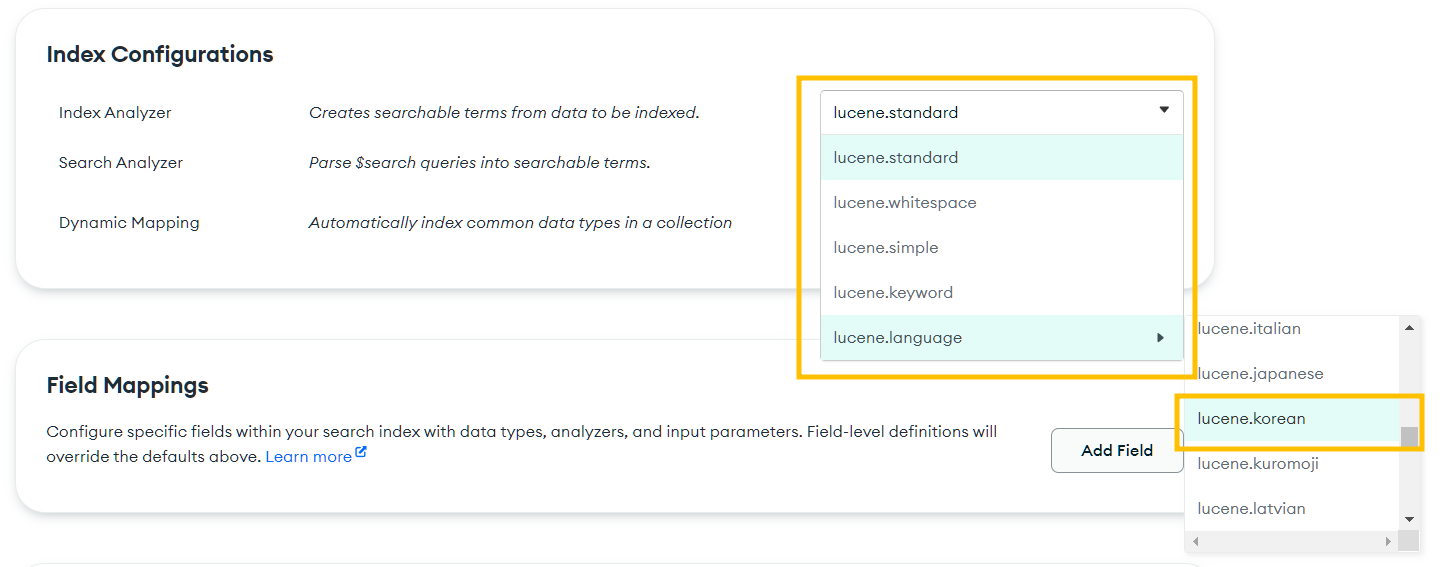 Index Configurations
Index Analyzer
Creates searchable terms from data to be indexed.
lucene.standard
Search Analyzer
Parse $search queries into searchable terms.
Dynamic Mapping
Automatically index common data types in a collection
lucene.standard
lucene.whitespace
lucene.simple
lucene.keyword
lucene.language
lucene.italian
lucene.japanese
lucene.korean
lucene.kuromoji
lucene.latvian
Field Mappings
Configure specific fields within your search index with data types, analyzers, and input parameters. Field-level definitions will
override the defaults above. Learn more
Add Field